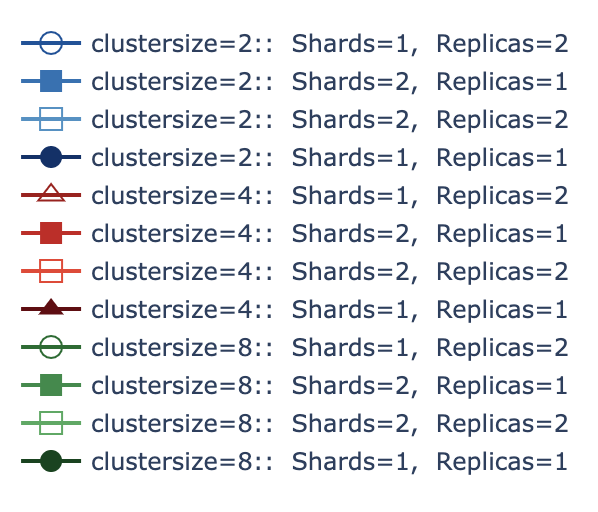 clustersize=2:: Shards=1, Replicas=2
clustersize=2:: Shards=2, Replicas=1
clustersize=2:: Shards=2, Replicas=2
clustersize=2:: Shards=1, Replicas=1
clustersize=4:: Shards=1, Replicas=2
clustersize=4:: Shards=2, Replicas=1
clustersize=4:: Shards=2, Replicas=2
clustersize=4:: Shards=1, Replicas=1
clustersize=8:: Shards=1, Replicas=2
clustersize=8:: Shards=2, Replicas=1
clustersize=8:: Shards=2, Replicas=2
clustersize=8:: Shards=1, Replicas=1